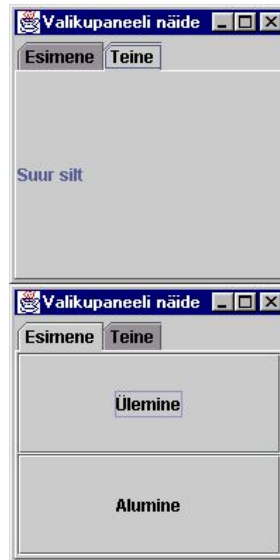 Valikupaneeli näide
Esimene Teine
Suur silt
Valikupaneeli näide
Esimene Teine
Ülemine
Alumine